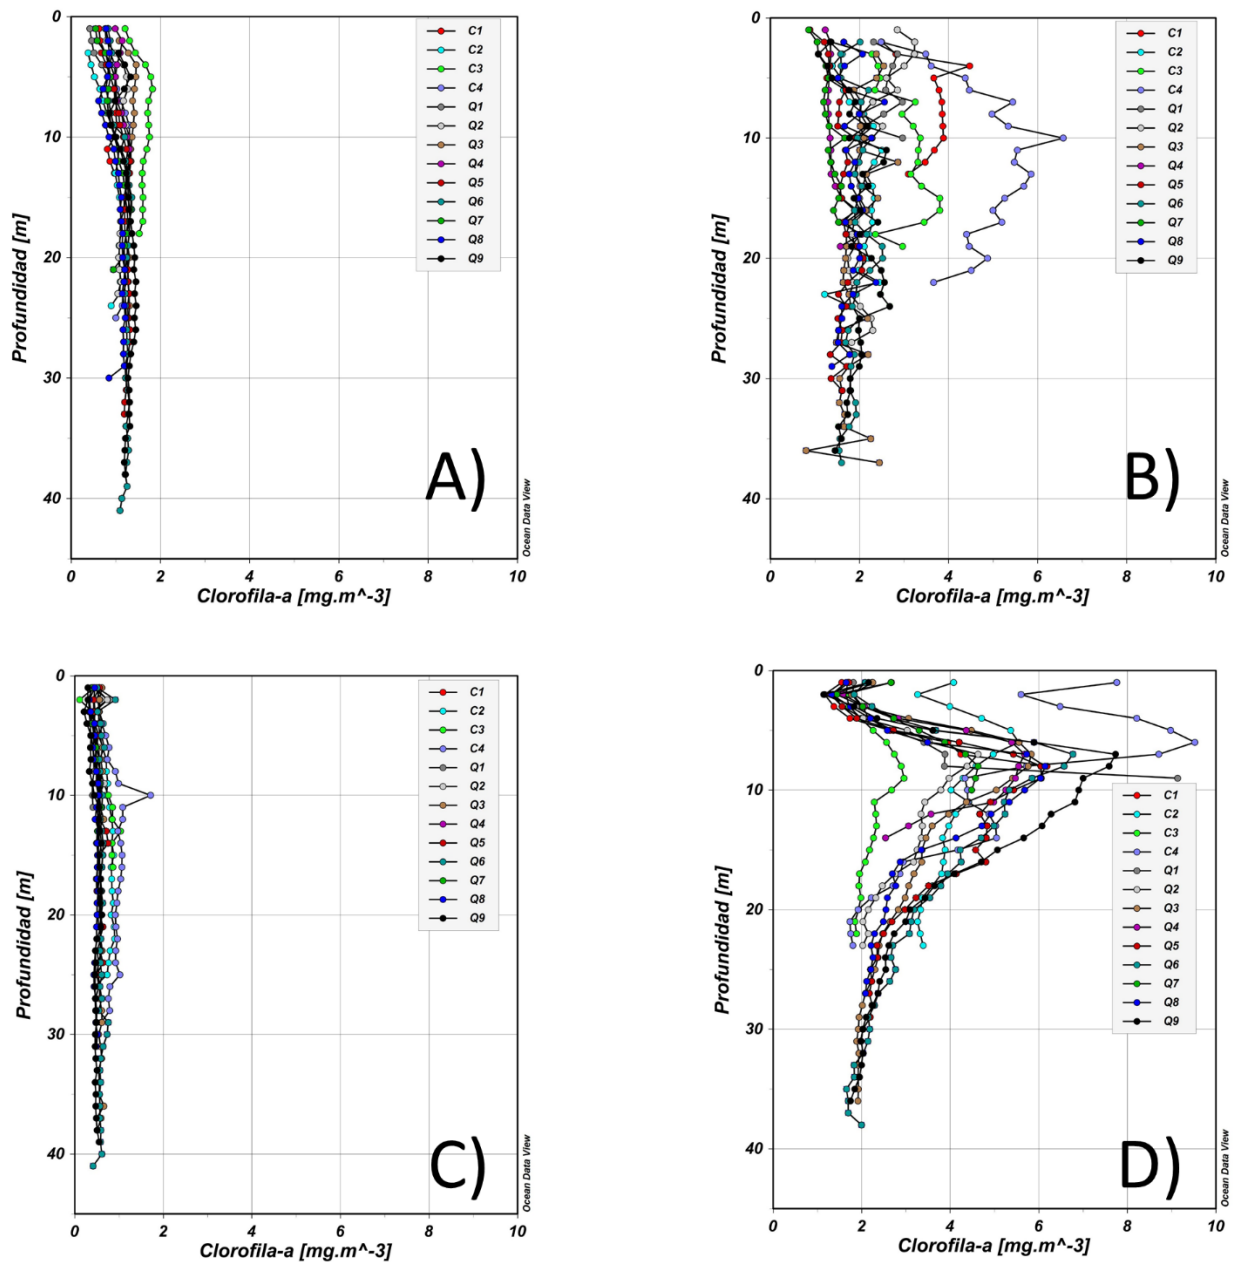 0
10
20
30
40
Profundidad [m]
0 2 4 6 8 10
Clorofila-a [mg.m^-3]
C1
C2
C3
C4
Q1
Q2
Q3
Q4
Q5
Q6
Q7
Q8
Q9
A)
Ocean Data View
0
10
20
30
40
Profundidad [m]
0 2 4 6 8 10
Clorofila-a [mg.m^-3]
C1
C2
C3
C4
Q1
Q2
Q3
Q4
Q5
Q6
Q7
Q8
Q9
B)
Ocean Data View
0
10
20
30
40
Profundidad [m]
0 2 4 6 8 10
Clorofila-a [mg.m^-3]
C1
C2
C3
C4
Q1
Q2
Q3
Q4
Q5
Q6
Q7
Q8
Q9
C)
Ocean Data View
0
10
20
30
40
Profundidad [m]
0 2 4 6 8 10
Clorofila-a [mg.m^-3]
C1
C2
C3
C4
Q1
Q2
Q3
Q4
Q5
Q6
Q7
Q8
Q9
D)
Ocean Data View